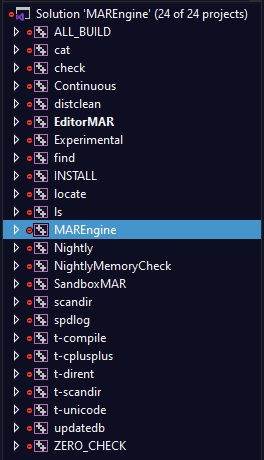 Solution 'MAREngine' (24 of 24 projects)
ALL_BUILD
cat
check
Continuous
distclean
EditorMAR
Experimental
find
INSTALL
locate
ls
MAREngine
Nightly
NightlyMemoryCheck
SandboxMAR
scandir
spdlog
t-compile
t-cplusplus
t-dirent
t-scandir
t-unicode
updatedb
ZERO_CHECK